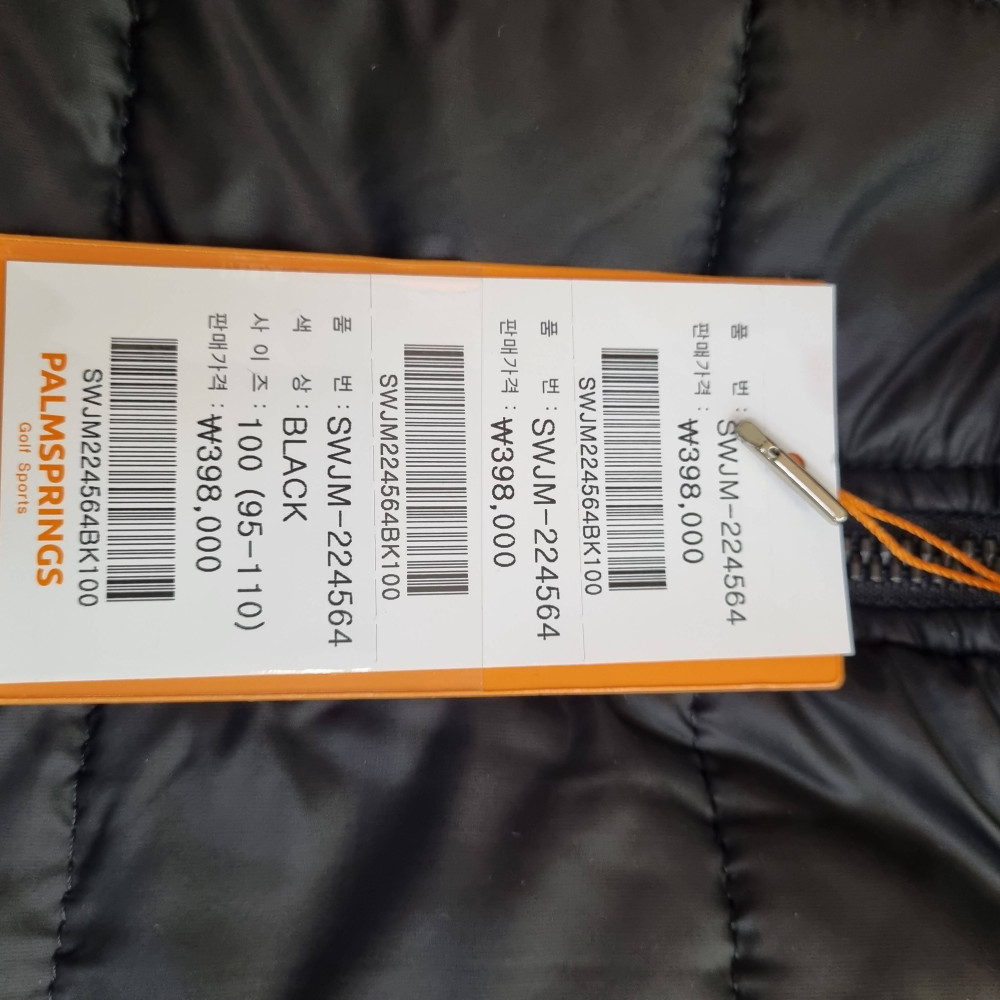 품 번 : SWJM-224564
판매가격 : ₩398,000
SWJM224564BK100
품 번 : SWJM-224564
판매가격 : ₩398,000
SWJM224564BK100
품 번 : SWJM-224564
색 상 : BLACK
사 이 즈 : 100 (95-110)
판매가격 : ₩398,000
SWJM224564BK100
PALMSPRINGS
Golf Sports